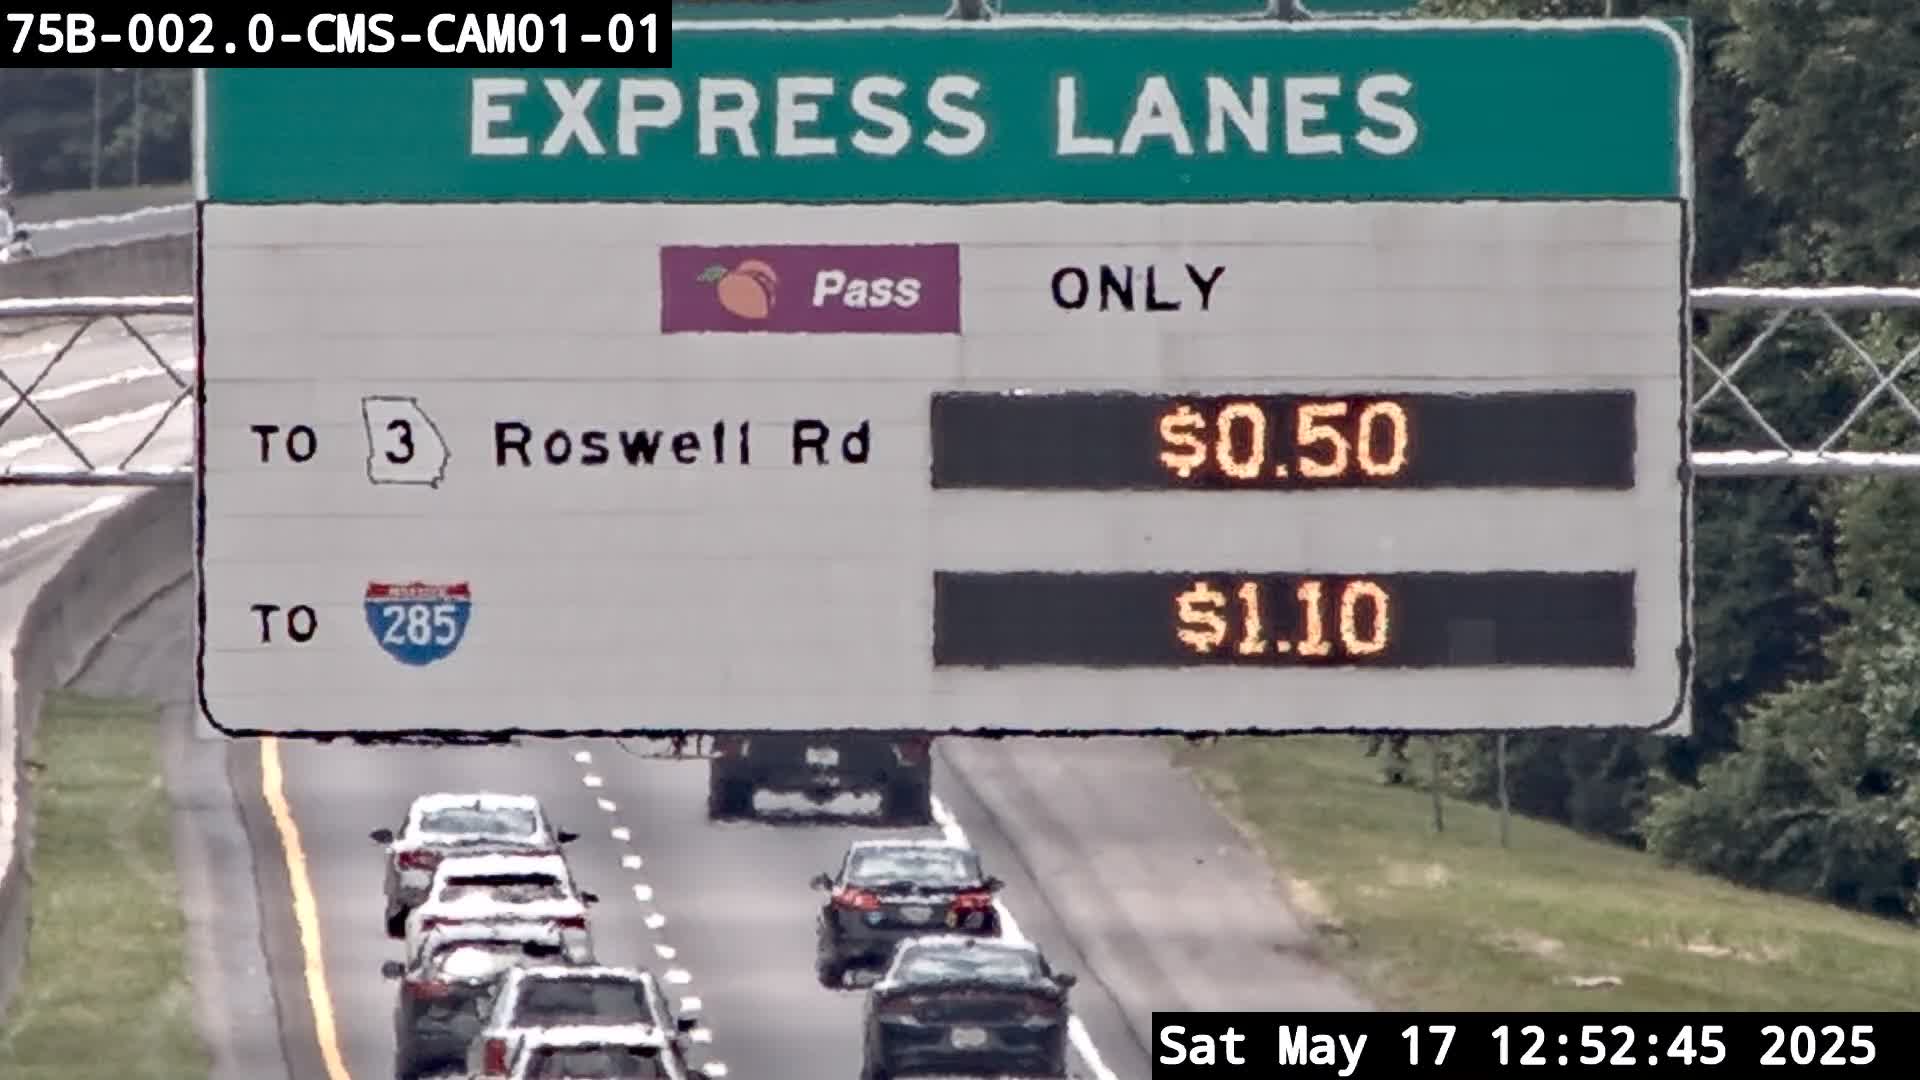 75B-002.0-CMS-CAM01-01
EXPRESS LANES
Pass ONLY
TO 3 Roswell Rd $0.50
TO 285 $1.10
Sat May 17 12:52:45 2025